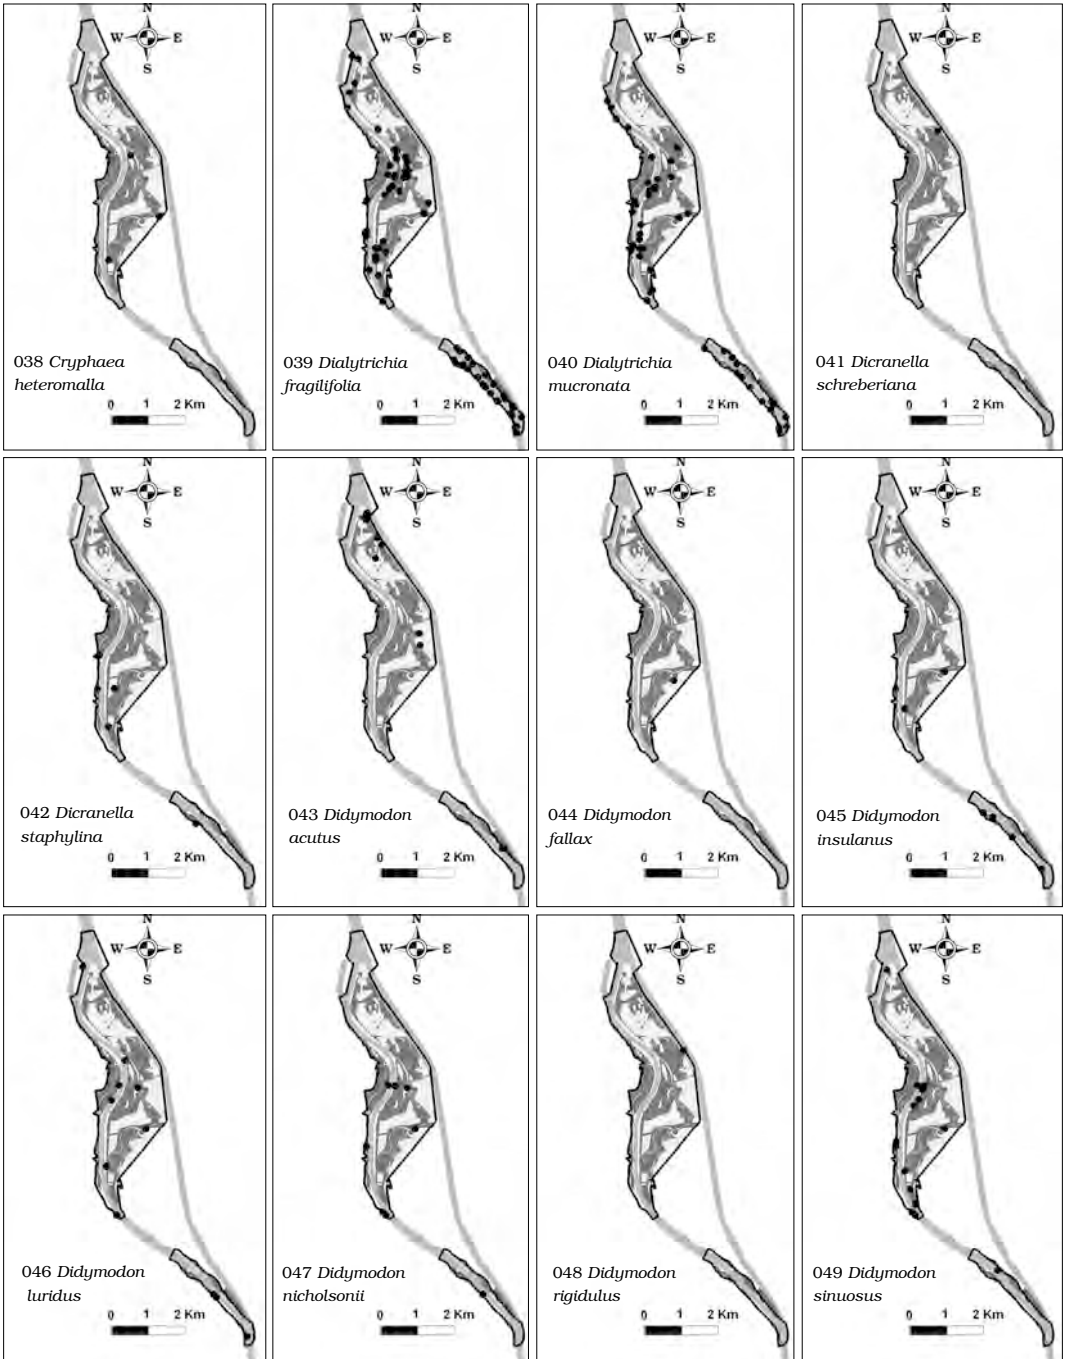 N
W E
S
038 Cryphaea
heteromalla
0 1 2 Km
N
W E
S
039 Dialytrichia
fragilifolia
0 1 2 Km
N
W E
S
040 Dialytrichia
mucronata
0 1 2 Km
N
W E
S
041 Dicranella
schreberiana
0 1 2 Km
N
W E
S
042 Dicranella
staphylina
0 1 2 Km
N
W E
S
043 Didymodon
acutus
0 1 2 Km
N
W E
S
044 Didymodon
fallax
0 1 2 Km
N
W E
S
045 Didymodon
insulanus
0 1 2 Km
N
W E
S
046 Didymodon
luridus
0 1 2 Km
N
W E
S
047 Didymodon
nicholsonii
0 1 2 Km
N
W E
S
048 Didymodon
rigidulus
0 1 2 Km
N
W E
S
049 Didymodon
sinuosus
0 1 2 Km